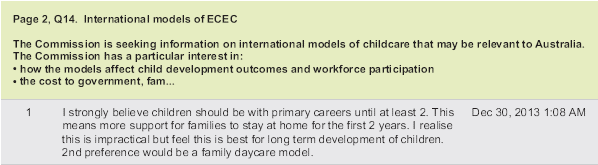 Page 2, Q14. International models of ECEC
The Commission is seeking information on international models of childcare that may be relevant to Australia.
The Commission has a particular interest in:
• how the models affect child development outcomes and workforce participation
• the cost to government, fam...
1 I strongly believe children should be with primary careers until at least 2. This Dec 30, 2013 1:08 AM
means more support for families to stay at home for the first 2 years. I realise
this is impractical but feel this is best for long term development of children.
2nd preference would be a family daycare model.